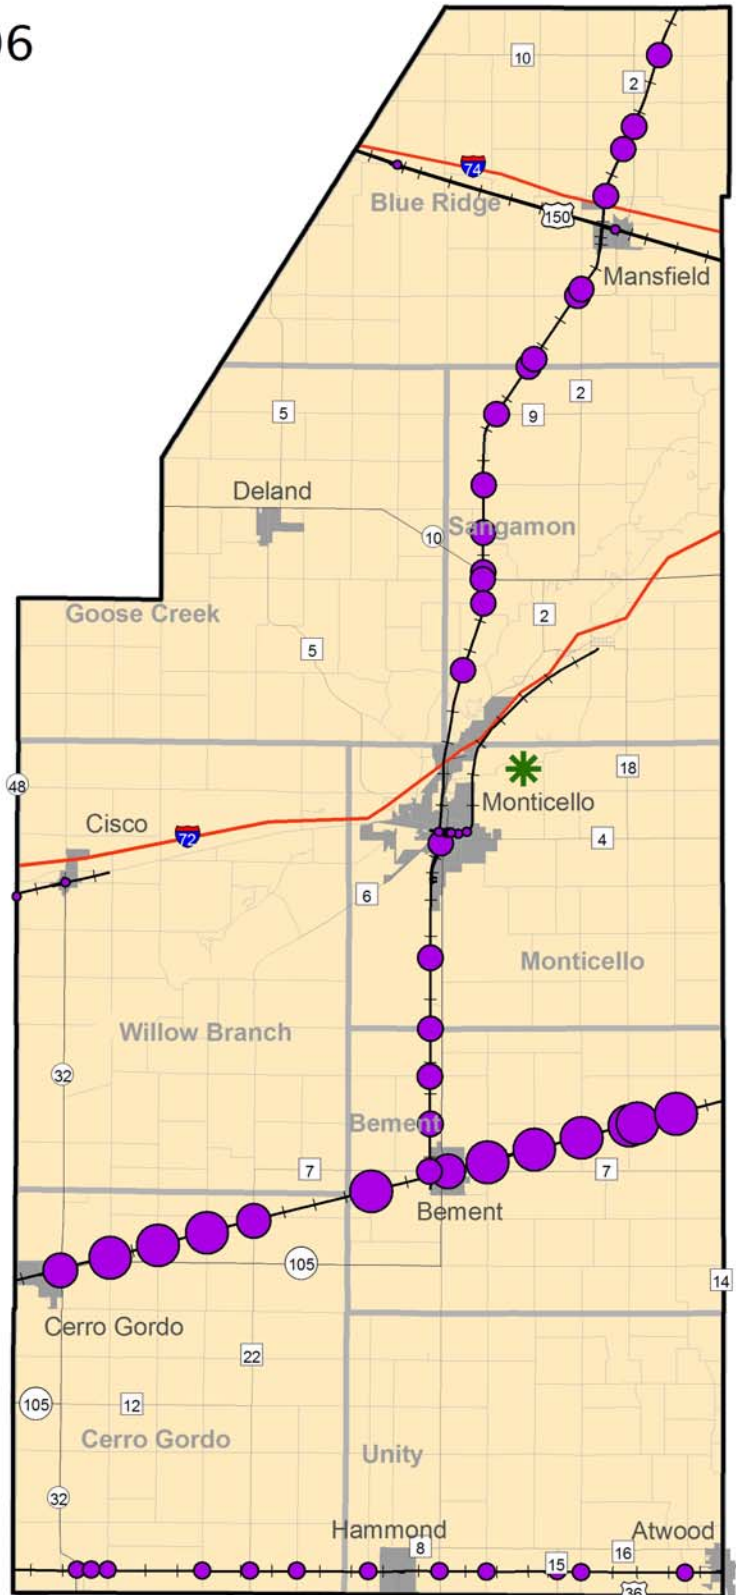 10
2
74
Blue Ridge
150
Mansfield
2
5
9
Deland
Sangamon
10
Goose Creek
2
5
18
48
Monticello
Cisco
72
4
6
Monticello
Willow Branch
32
Bement
7
7
Bement
105
14
Cerro Gordo
22
105
12
Cerro Gordo
Unity
32
Hammond
Atwood
8
16
15
36